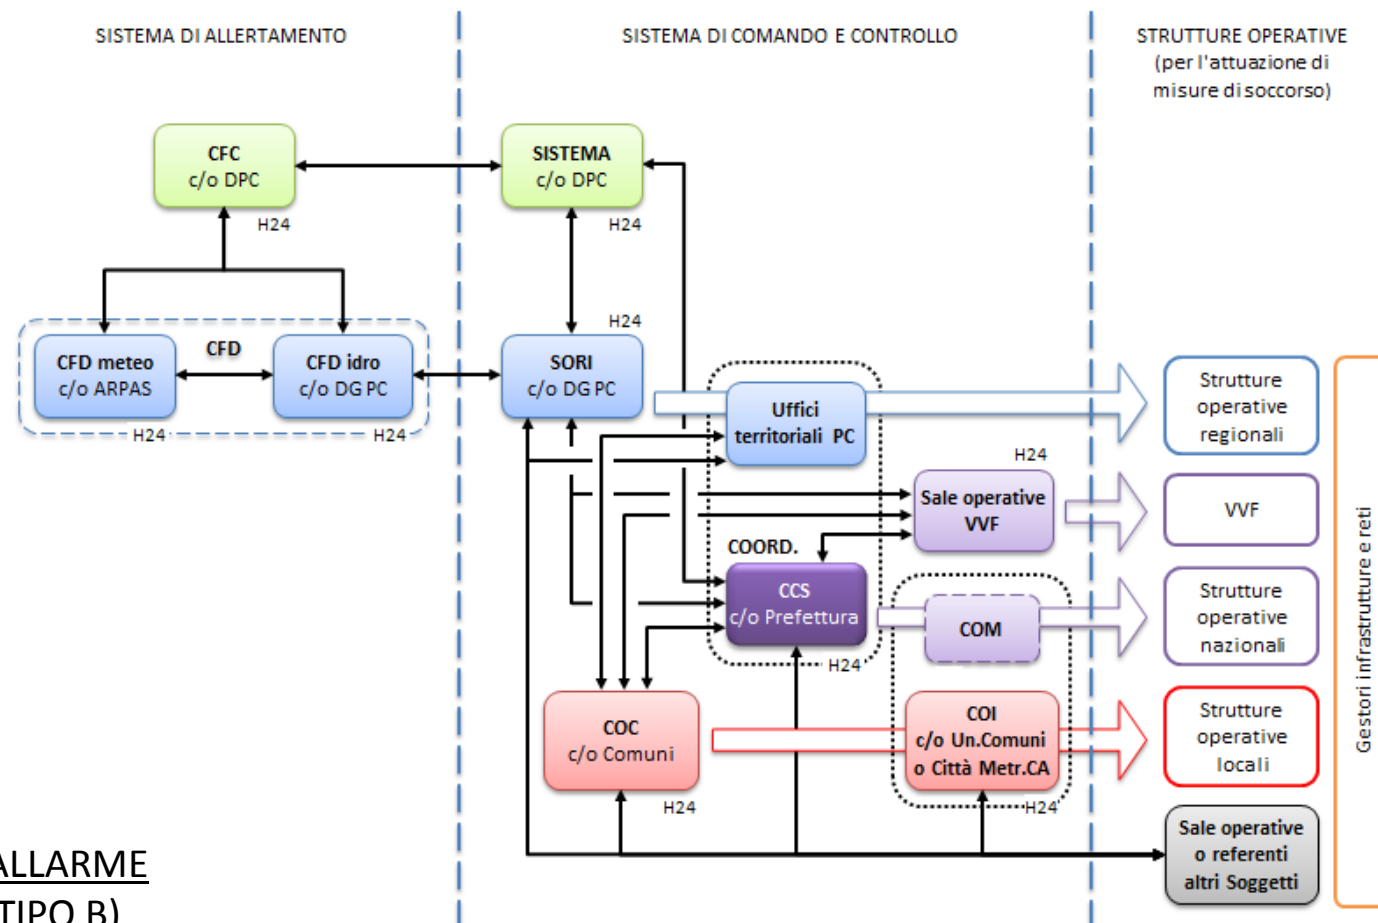 SISTEMA DI ALLERTAMENTO
SISTEMA DI COMANDO E CONTROLLO
STRUTTURE OPERATIVE
(per l'attuazione di
misure di soccorso)
CFC
c/o DPC
H24
SISTEMA
c/o DPC
H24
CFD meteo
c/o ARPAS
H24
CFD
CFD idro
c/o DG PC
H24
H24
SORI
c/o DG PC
Uffici
territoriali PC
Strutture
operative
regionali
H24
Sale operative
VVF
VVF
COORD.
CCS
c/o Prefettura
H24
COM
Strutture
operative
nazionali
COC
c/o Comuni
H24
COI
c/o Un.Comuni
o Città Metr.CA
H24
Strutture
operative
locali
Sale operative
o referenti
altri Soggetti
Gestori infrastrutture e reti
ALLARME
TIPO B)